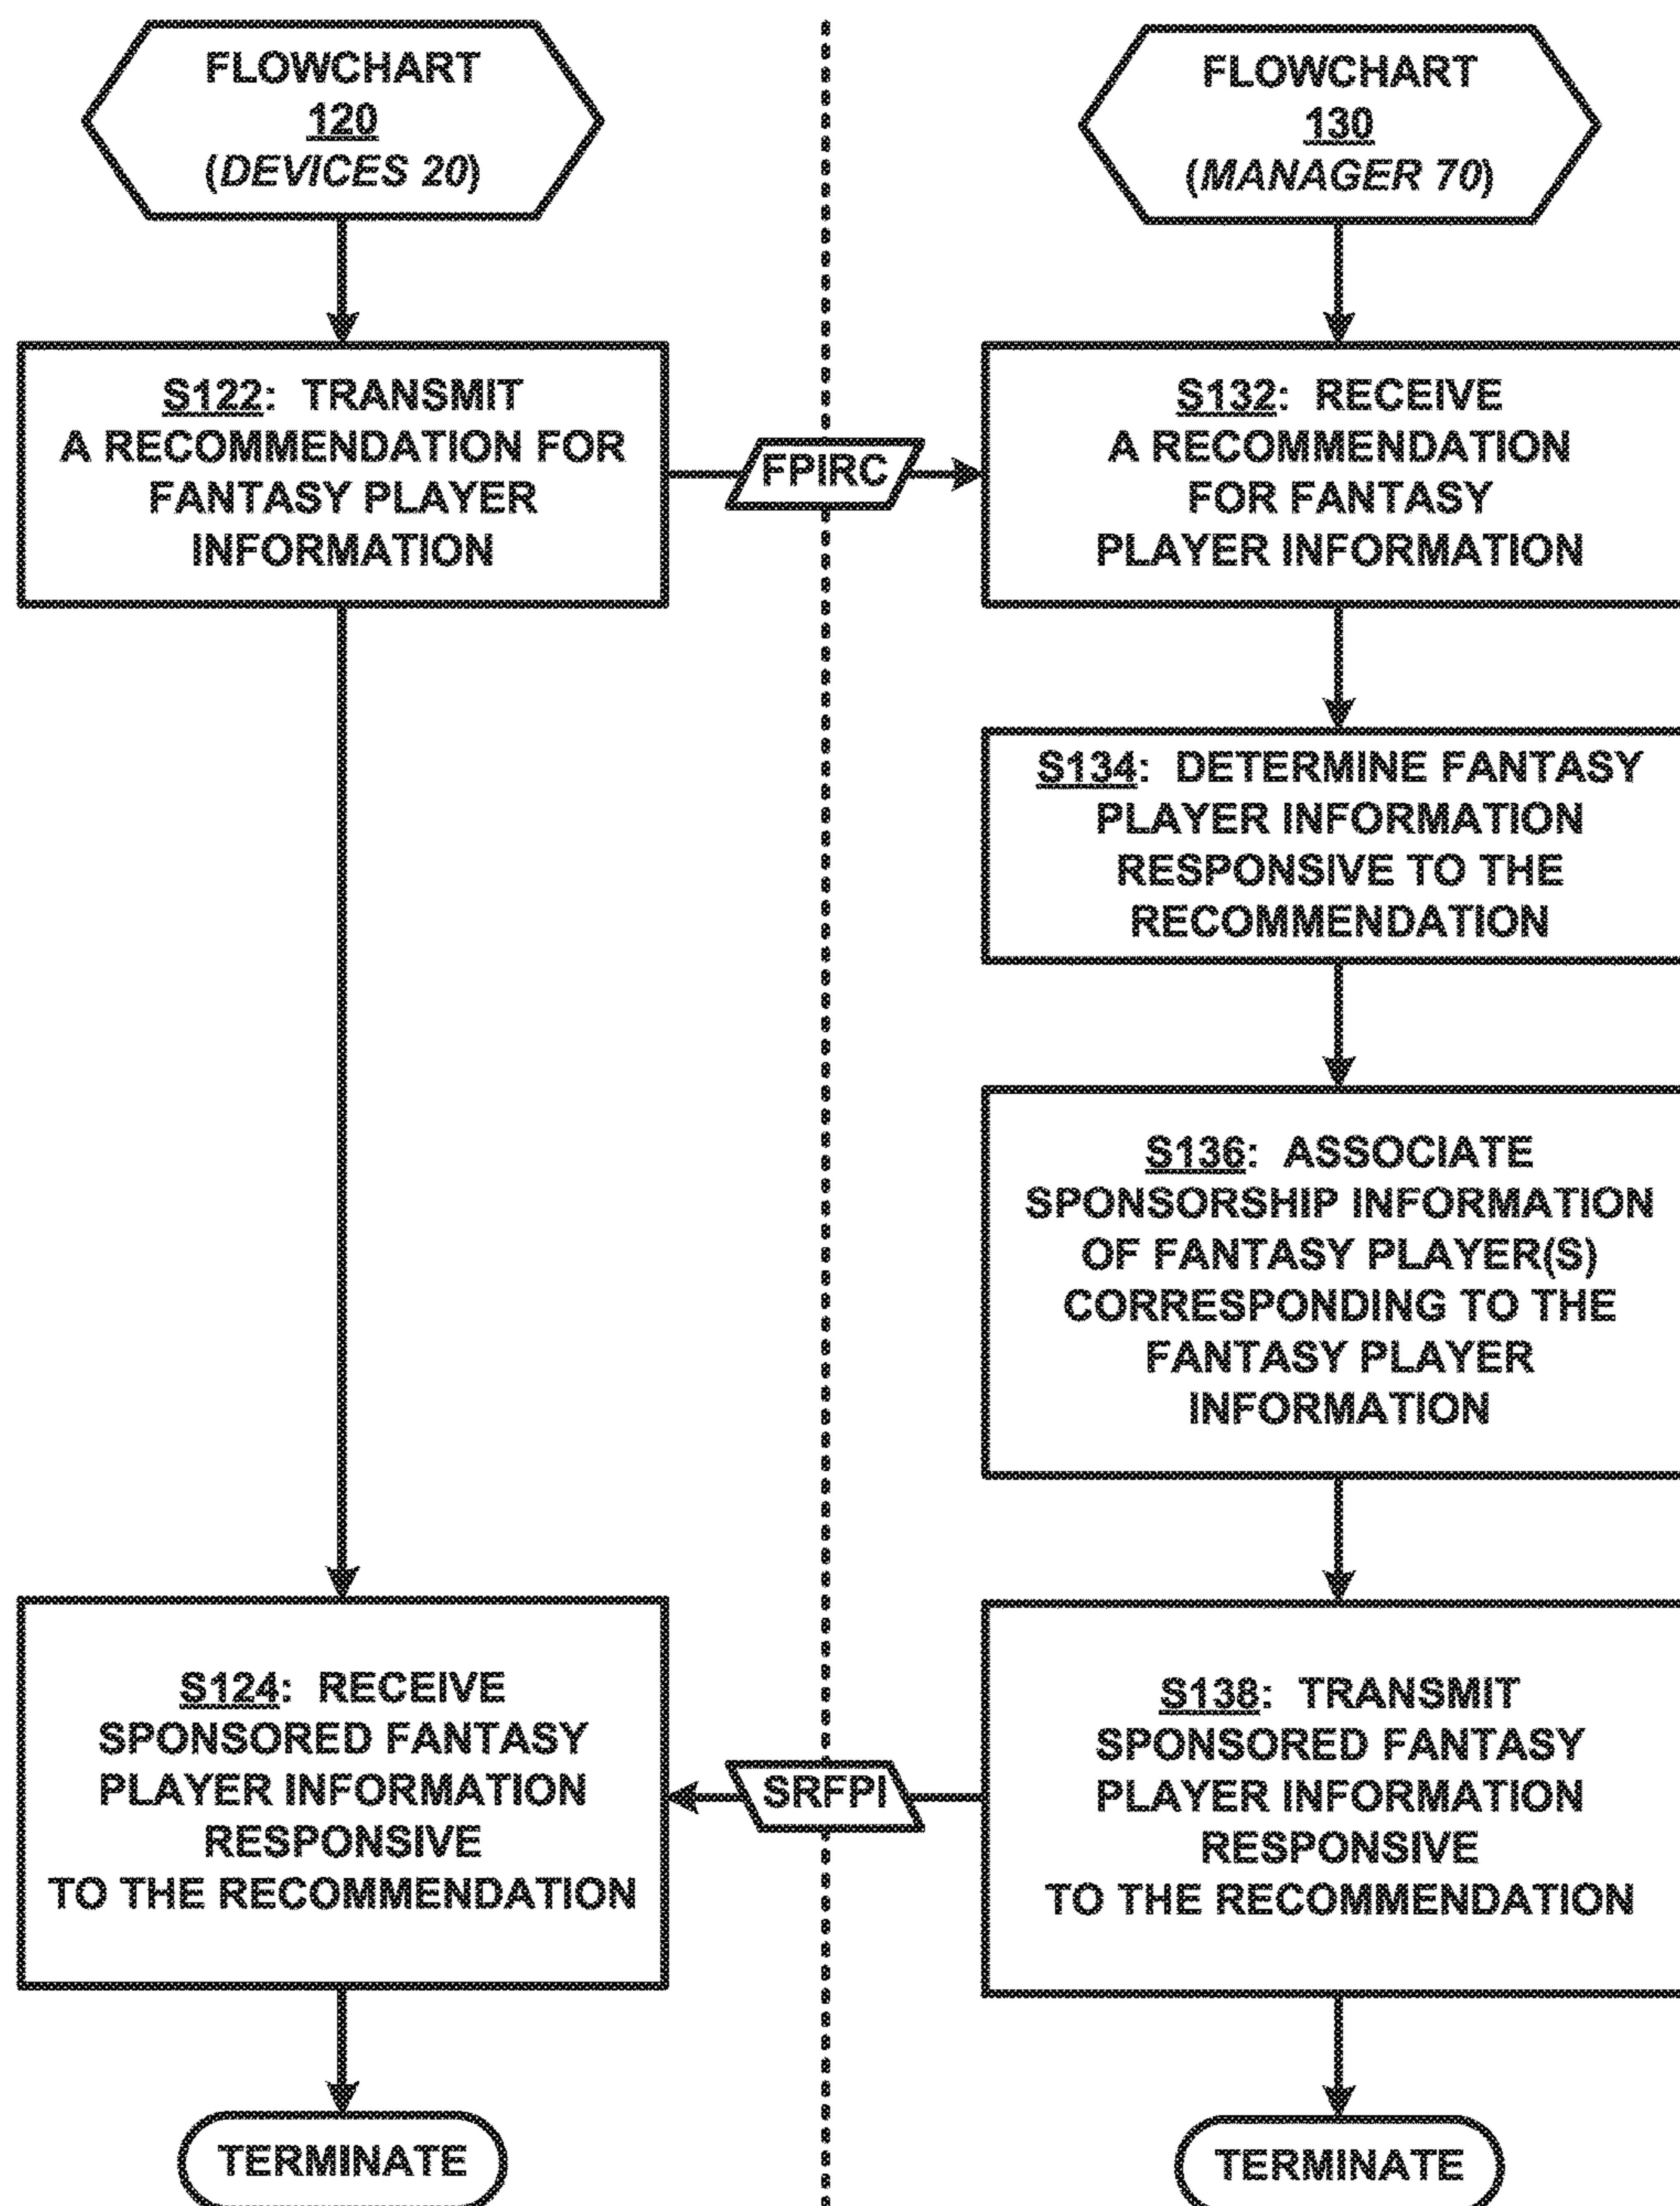 FLOWCHART
120
(DEVICES 20)
S122: TRANSMIT
A RECOMMENDATION FOR
FANTASY PLAYER
INFORMATION
FPIRC
S124: RECEIVE
SPONSORED FANTASY
PLAYER INFORMATION
RESPONSIVE
TO THE RECOMMENDATION
SRFPI
TERMINATE
FLOWCHART
130
(MANAGER 70)
S132: RECEIVE
A RECOMMENDATION
FOR FANTASY
PLAYER INFORMATION
S134: DETERMINE FANTASY
PLAYER INFORMATION
RESPONSIVE TO THE
RECOMMENDATION
S136: ASSOCIATE
SPONSORSHIP INFORMATION
OF FANTASY PLAYER(S)
CORRESPONDING TO THE
FANTASY PLAYER
INFORMATION
S138: TRANSMIT
SPONSORED FANTASY
PLAYER INFORMATION
RESPONSIVE
TO THE RECOMMENDATION
TERMINATE